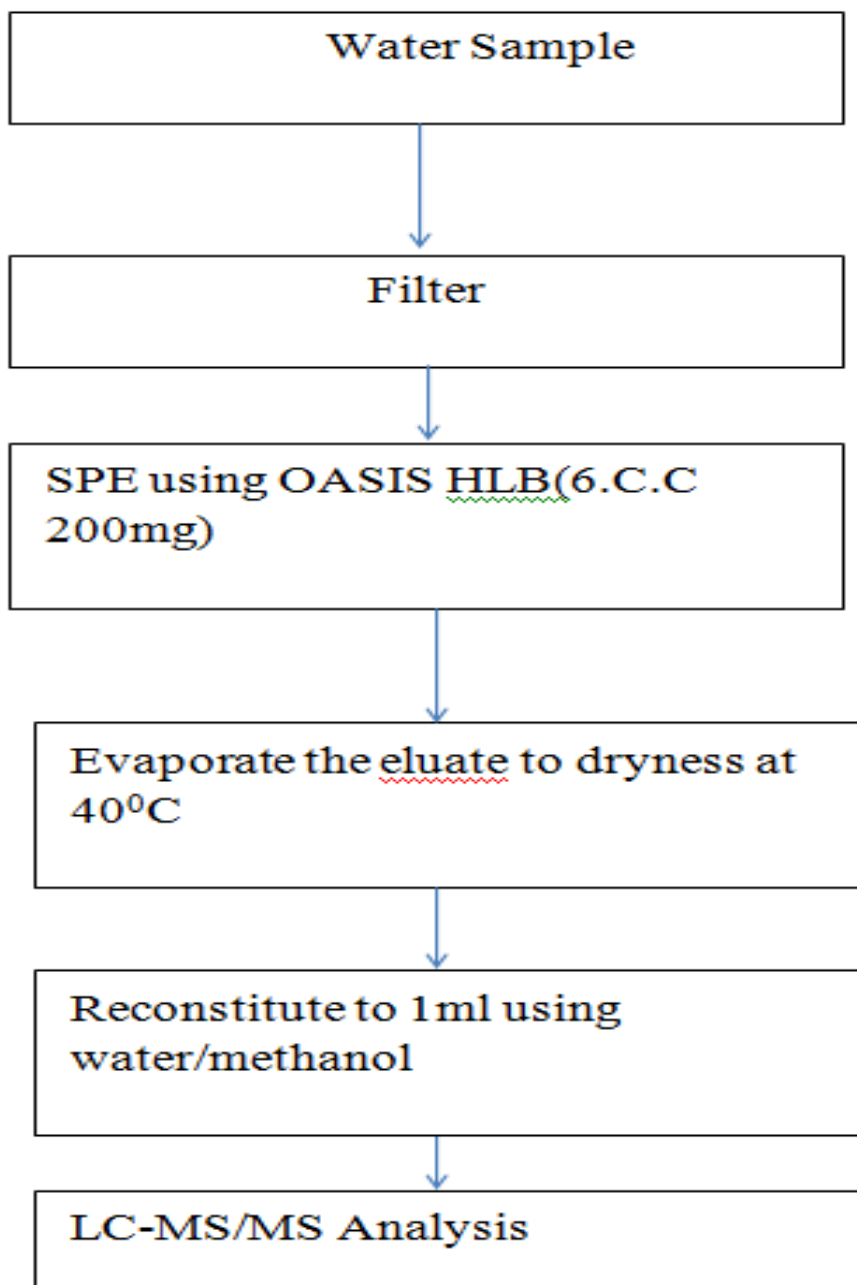 Water Sample
Filter
SPE using OASIS HLB(6.C.C
200mg)
Evaporate the eluate to dryness at
40⁰C
Reconstitute to 1ml using
water/methanol
LC-MS/MS Analysis